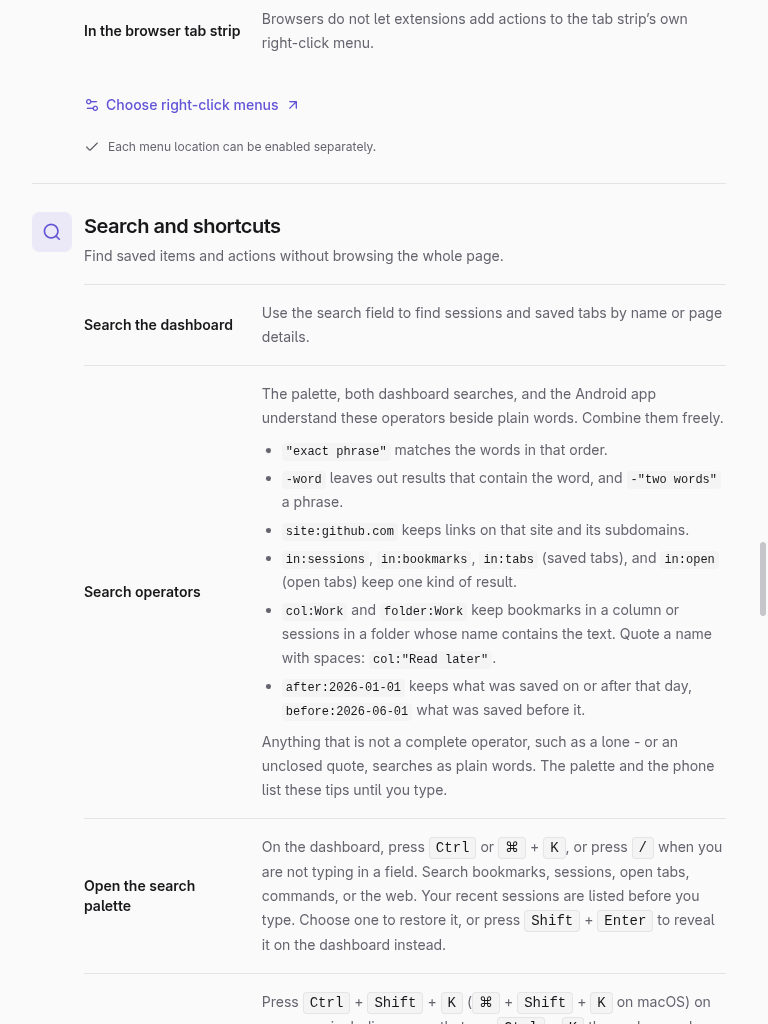 Browsers do not let extensions add actions to the tab strip’s own
In the browser tab strip
right-click menu.
Choose right-click menus
Each menu location can be enabled separately.
Search and shortcuts
Find saved items and actions without browsing the whole page.
Use the search field to find sessions and saved tabs by name or page
Search the dashboard
details.
The palette, both dashboard searches, and the Android app
understand these operators beside plain words. Combine them freely.
"exact phrase" matches the words in that order.
-word leaves out results that contain the word, and -"two words"
a phrase.
site:github.com keeps links on that site and its subdomains.
in:sessions, in:bookmarks, in:tabs (saved tabs), and in:open
(open tabs) keep one kind of result.
Search operators
col:Work and folder:Work keep bookmarks in a column or
sessions in a folder whose name contains the text. Quote a name
with spaces: col:"Read later".
after:2026-01-01 keeps what was saved on or after that day,
before:2026-06-01 what was saved before it.
Anything that is not a complete operator, such as a lone - or an
unclosed quote, searches as plain words. The palette and the phone
list these tips until you type.
On the dashboard, press Ctrl or ⌘ + K, or press / when you
are not typing in a field. Search bookmarks, sessions, open tabs,
Open the search
palette
commands, or the web. Your recent sessions are listed before you
type. Choose one to restore it, or press Shift + Enter to reveal
it on the dashboard instead.
Press Ctrl + Shift + K (⌘ + Shift + K on macOS) on